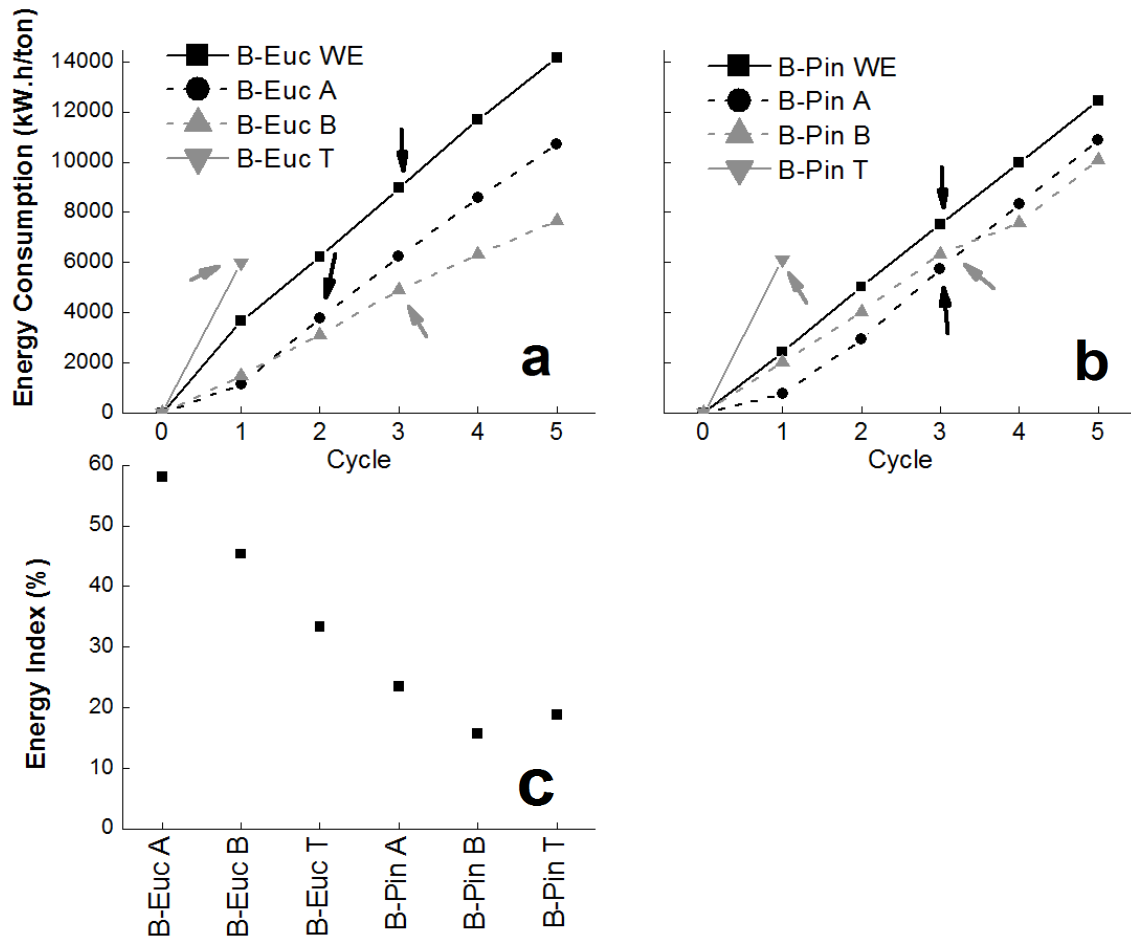 Energy Consumption (kW.h/ton)
14000
12000
10000
8000
6000
4000
2000
0
B-Euc WE
B-Euc A
B-Euc B
B-Euc T
a
0 1 2 3 4 5
Cycle
B-Pin WE
B-Pin A
B-Pin B
B-Pin T
b
0 1 2 3 4 5
Cycle
Energy Index (%)
60
50
40
30
20
10
0
c
B-Euc A
B-Euc B
B-Euc T
B-Pin A
B-Pin B
B-Pin T